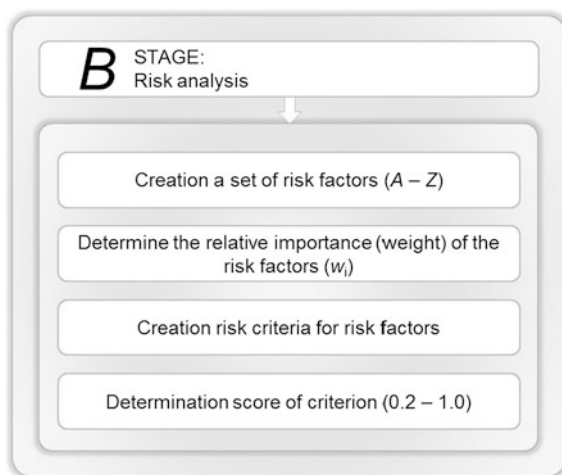 B STAGE:
Risk analysis
Creation a set of risk factors (A – Z)
Determine the relative importance (weight) of the
risk factors (wi)
Creation risk criteria for risk factors
Determination score of criterion (0.2 – 1.0)